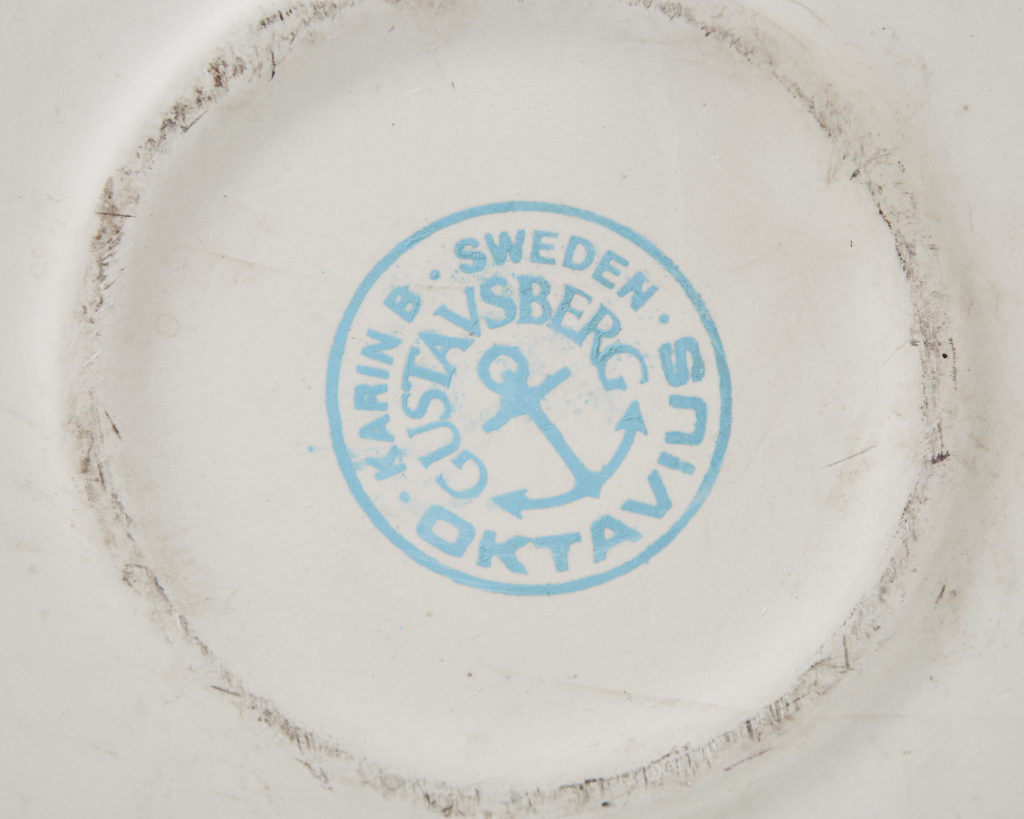 KARIN B · SWEDEN ·
GUSTAVSBERG
· OKTAVIUS